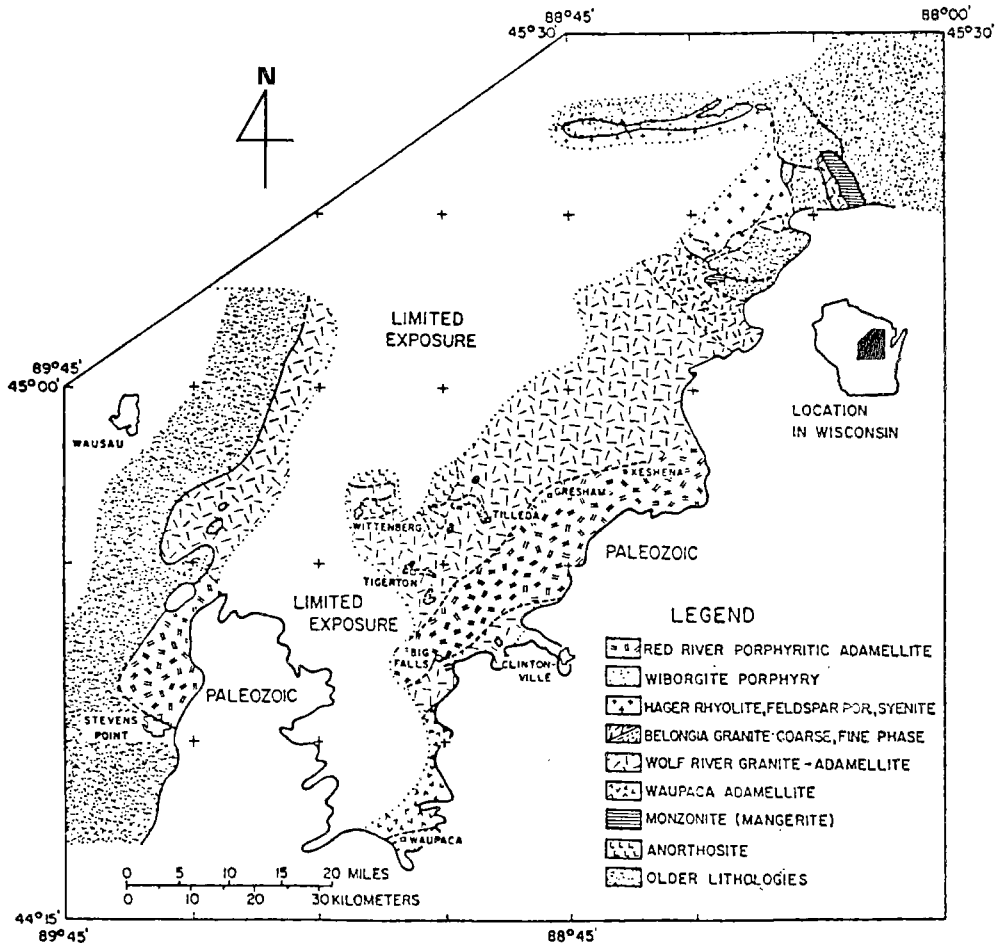 88°45'
45°30'
88°00'
45°30'
N
LIMITED
EXPOSURE
89°45'
45°00'
WAUSAU
LOCATION
IN WISCONSIN
KESHENA
GRESHAM
WITTENBERG
TILLEDA
PALEOZOIC
TIGERTON
LIMITED
EXPOSURE
BIG
FALLS
CLINTON-
VILLE
PALEOZOIC
STEVENS
POINT
WAUPACA
LEGEND
RED RIVER PORPHYRITIC ADAMELLITE
WIBORGITE PORPHYRY
HAGER RHYOLITE, FELDSPAR POR, SYENITE
BELONGIA GRANITE-COARSE, FINE PHASE
WOLF RIVER GRANITE-ADAMELLITE
WAUPACA ADAMELLITE
MONZONITE (MANGERITE)
ANORTHOSITE
OLDER LITHOLOGIES
0 5 10 15 20 MILES
0 10 20 30 KILOMETERS
44°15'
89°45'
88°45'